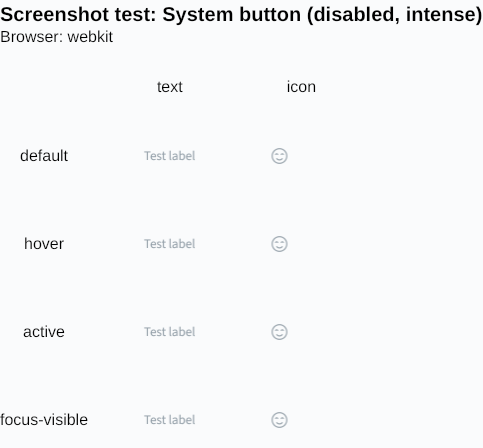 Screenshot test: System button (disabled, intense)
Browser: webkit
text icon
default Test label
hover Test label
active Test label
focus-visible Test label